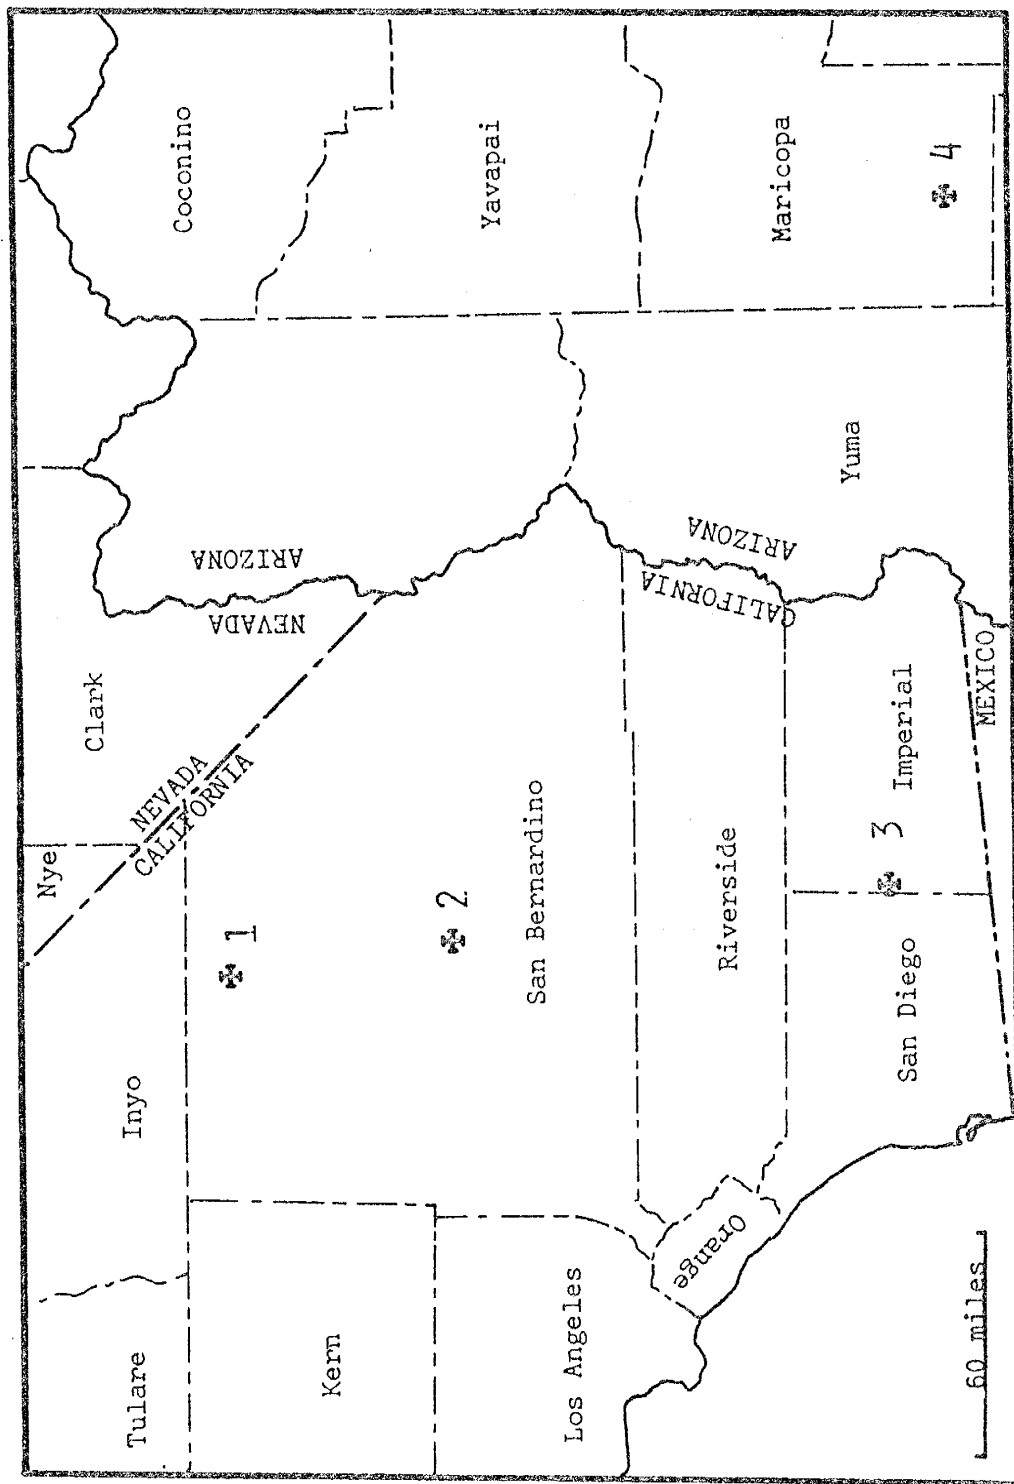 Tulare
Inyo
Nye
Clark
Coconino
NEVADA
CALIFORNIA
NEVADA
ARIZONA
Kern
1
2
Yavapai
Los Angeles
San Bernardino
Orange
Riverside
CALIFORNIA
ARIZONA
Maricopa
Yuma
San Diego
3
Imperial
4
MEXICO
60 miles